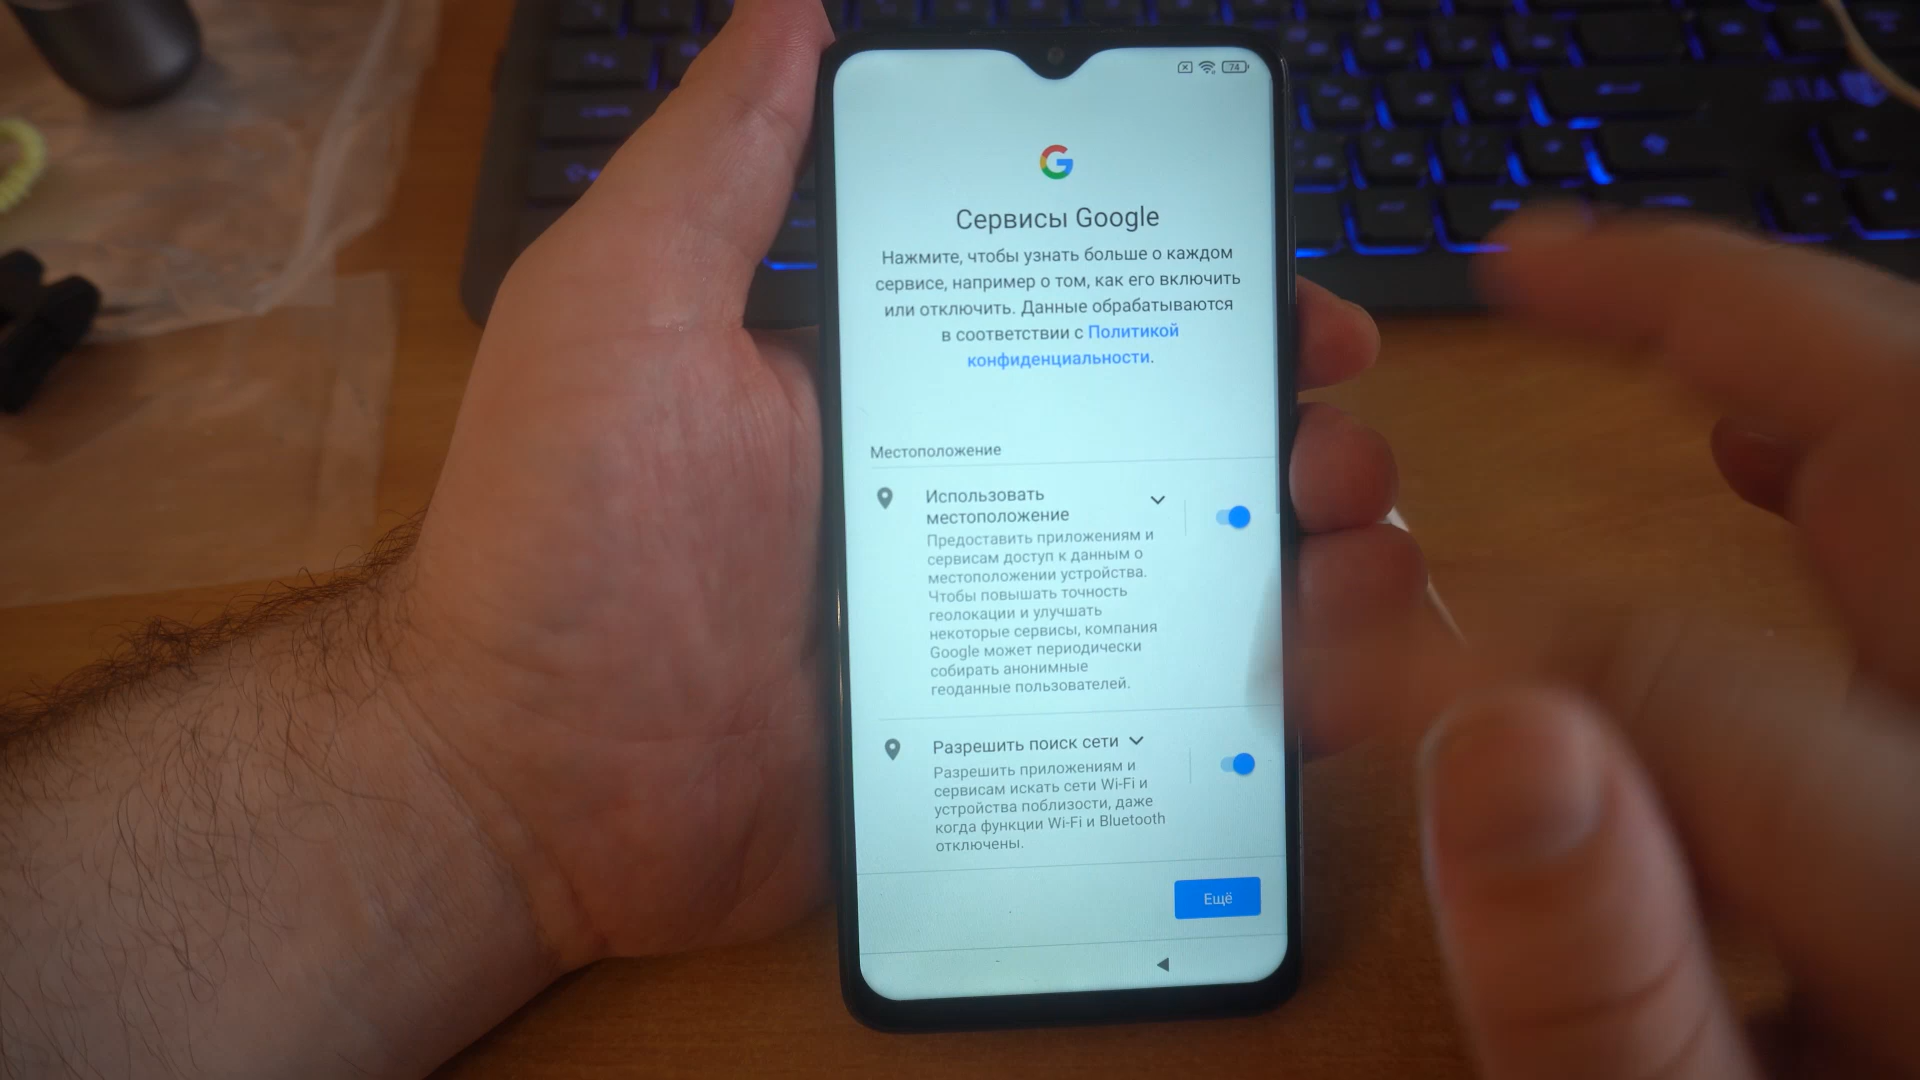 74
Сервисы Google
Нажмите, чтобы узнать больше о каждом
сервисе, например о том, как его включить
или отключить. Данные обрабатываются
в соответствии с Политикой
конфиденциальности.
Местоположение
Использовать
местоположение
Предоставить приложениям и
сервисам доступ к данным о
местоположении устройства.
Чтобы повышать точность
геолокации и улучшать
некоторые сервисы, компания
Google может периодически
собирать анонимные
геоданные пользователей.
Разрешить поиск сети
Разрешить приложениям и
сервисам искать сети Wi-Fi и
устройства поблизости, даже
когда функции Wi-Fi и Bluetooth
отключены.
Ещё